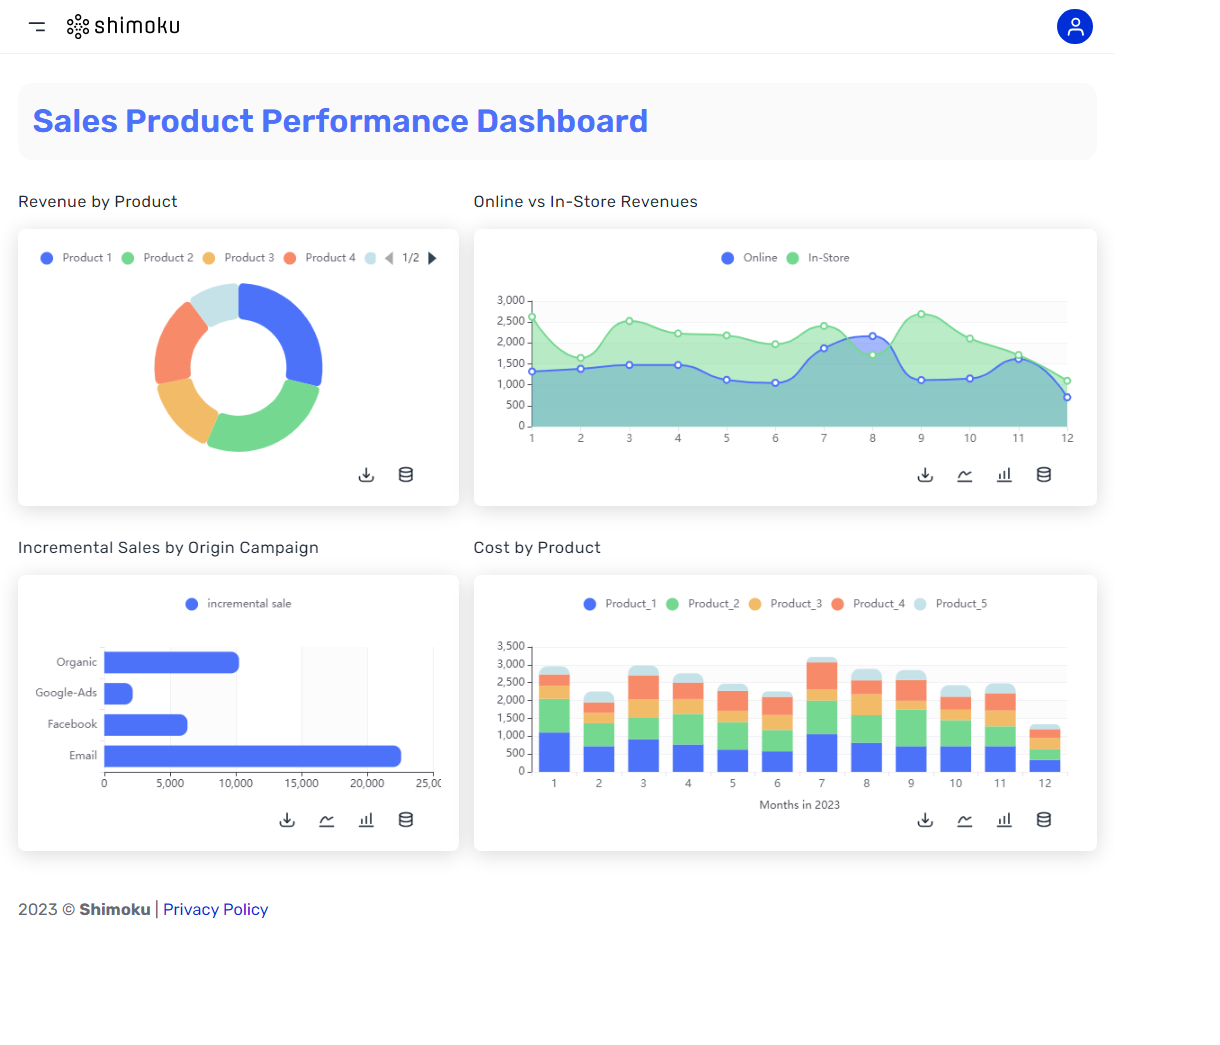 shimoku
Sales Product Performance Dashboard
Revenue by Product
Product 1 Product 2 Product 3 Product 4 1/2
Online vs In-Store Revenues
Online In-Store
3,000
2,500
2,000
1,500
1,000
500
0
1 2 3 4 5 6 7 8 9 10 11 12
Incremental Sales by Origin Campaign
incremental sale
Organic
Google-Ads
Facebook
Email
0 5,000 10,000 15,000 20,000 25,0
Cost by Product
Product_1 Product_2 Product_3 Product_4 Product_5
3,500
3,000
2,500
2,000
1,500
1,000
500
0
1 2 3 4 5 6 7 8 9 10 11 12
Months in 2023
2023 © Shimoku | Privacy Policy